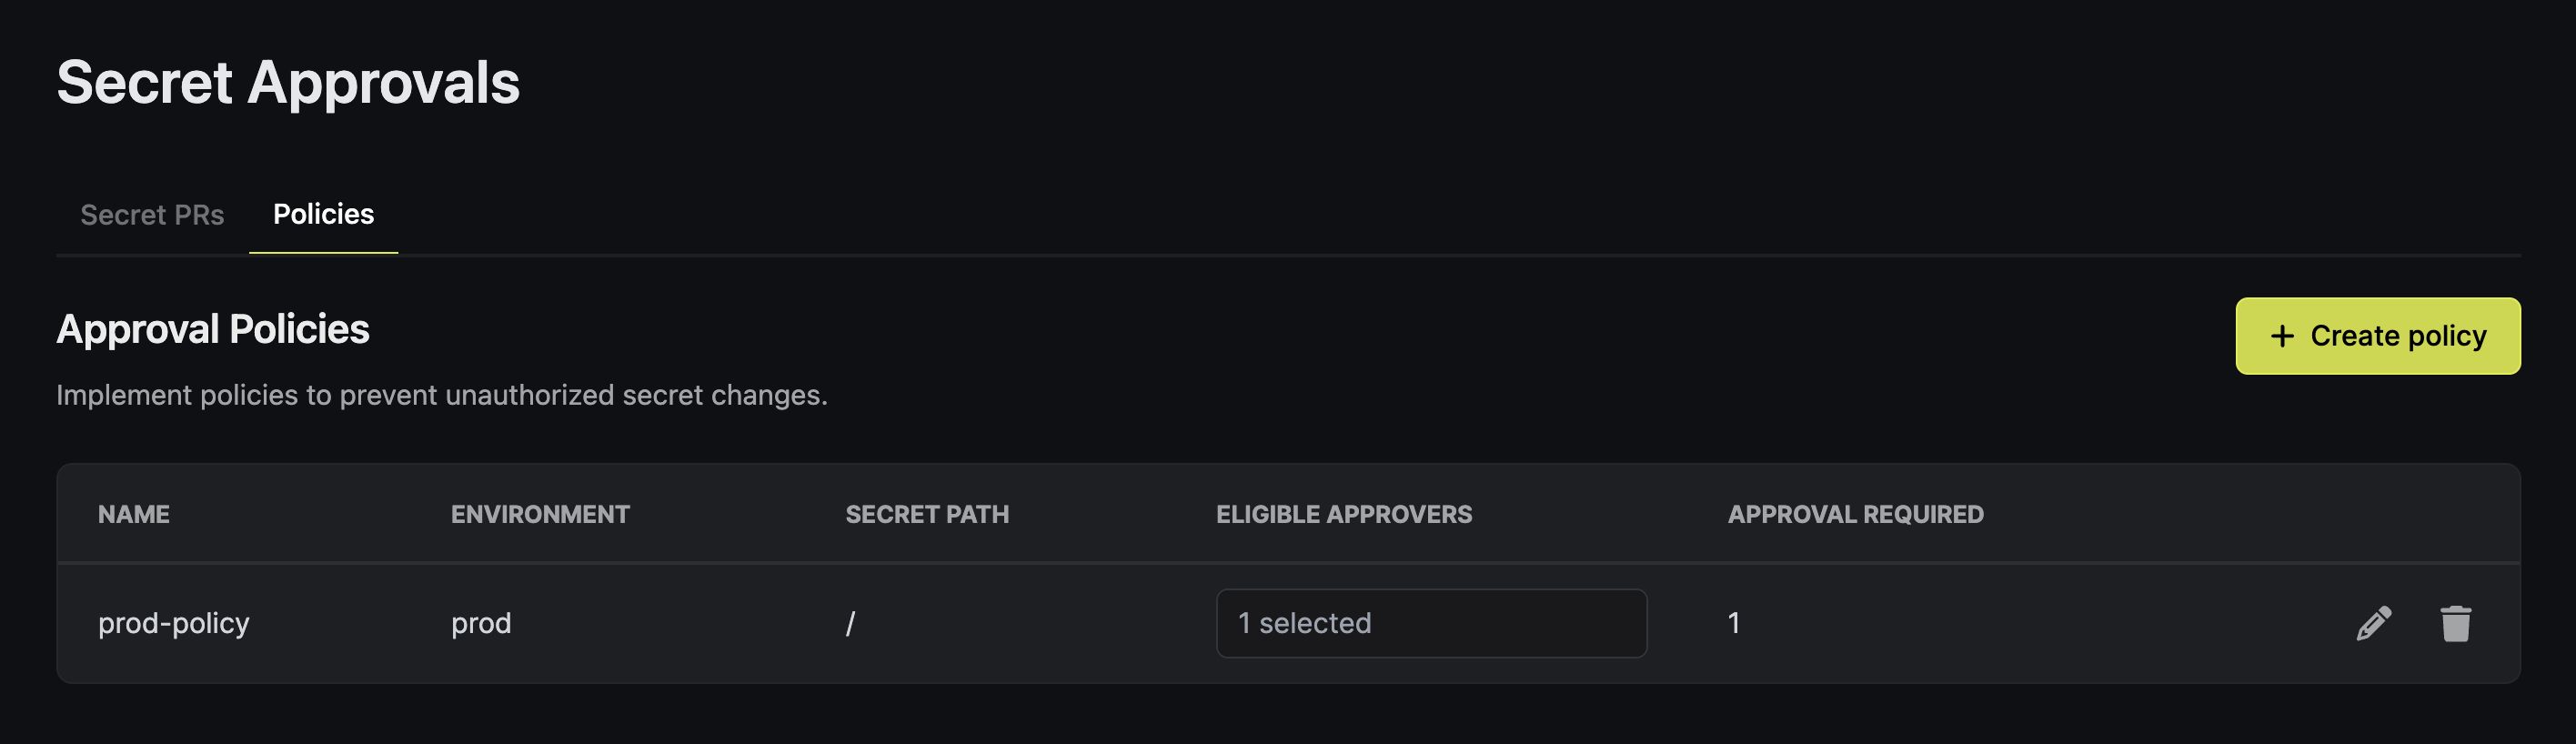 Secret Approvals
Secret PRs Policies
Approval Policies
+ Create policy
Implement policies to prevent unauthorized secret changes.
NAME ENVIRONMENT SECRET PATH ELIGIBLE APPROVERS APPROVAL REQUIRED
prod-policy prod / 1 selected 1